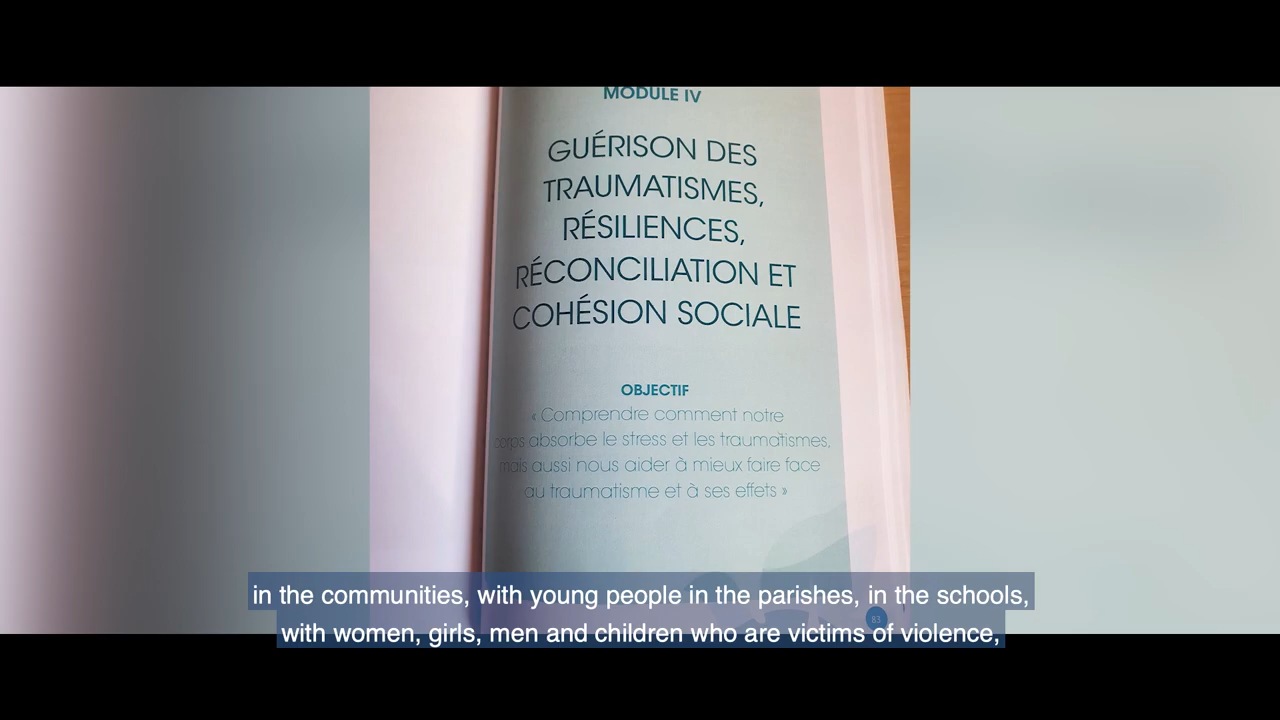 MODULE IV
GUÉRISON DES
TRAUMATISMES,
RÉSILIENCES,
RÉCONCILIATION ET
COHÉSION SOCIALE
OBJECTIF
« Comprendre comment notre
corps absorbe le stress et les traumatismes,
mais aussi nous aider à mieux faire face
au traumatisme et à ses effets »
in the communities, with young people in the parishes, in the schools,
83
with women, girls, men and children who are victims of violence,